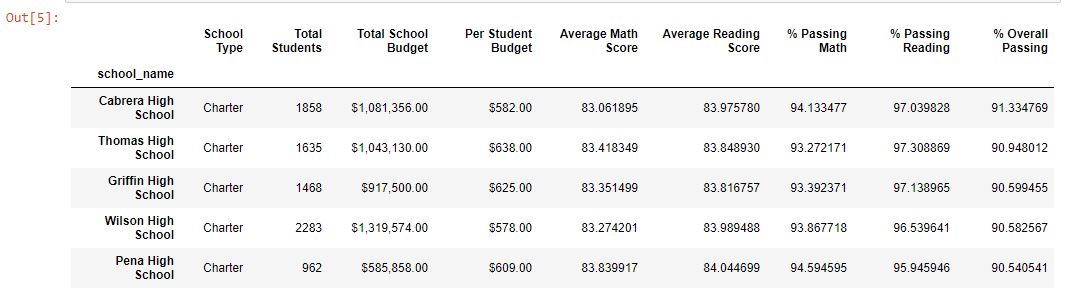 Out[5]:
School Type Total Students Total School Budget Per Student Budget Average Math Score Average Reading Score % Passing Math % Passing Reading % Overall Passing
school_name
Cabrera High School Charter 1858 $1,081,356.00 $582.00 83.061895 83.975780 94.133477 97.039828 91.334769
Thomas High School Charter 1635 $1,043,130.00 $638.00 83.418349 83.848930 93.272171 97.308869 90.948012
Griffin High School Charter 1468 $917,500.00 $625.00 83.351499 83.816757 93.392371 97.138965 90.599455
Wilson High School Charter 2283 $1,319,574.00 $578.00 83.274201 83.989488 93.867718 96.539641 90.582567
Pena High School Charter 962 $585,858.00 $609.00 83.839917 84.044699 94.594595 95.945946 90.540541